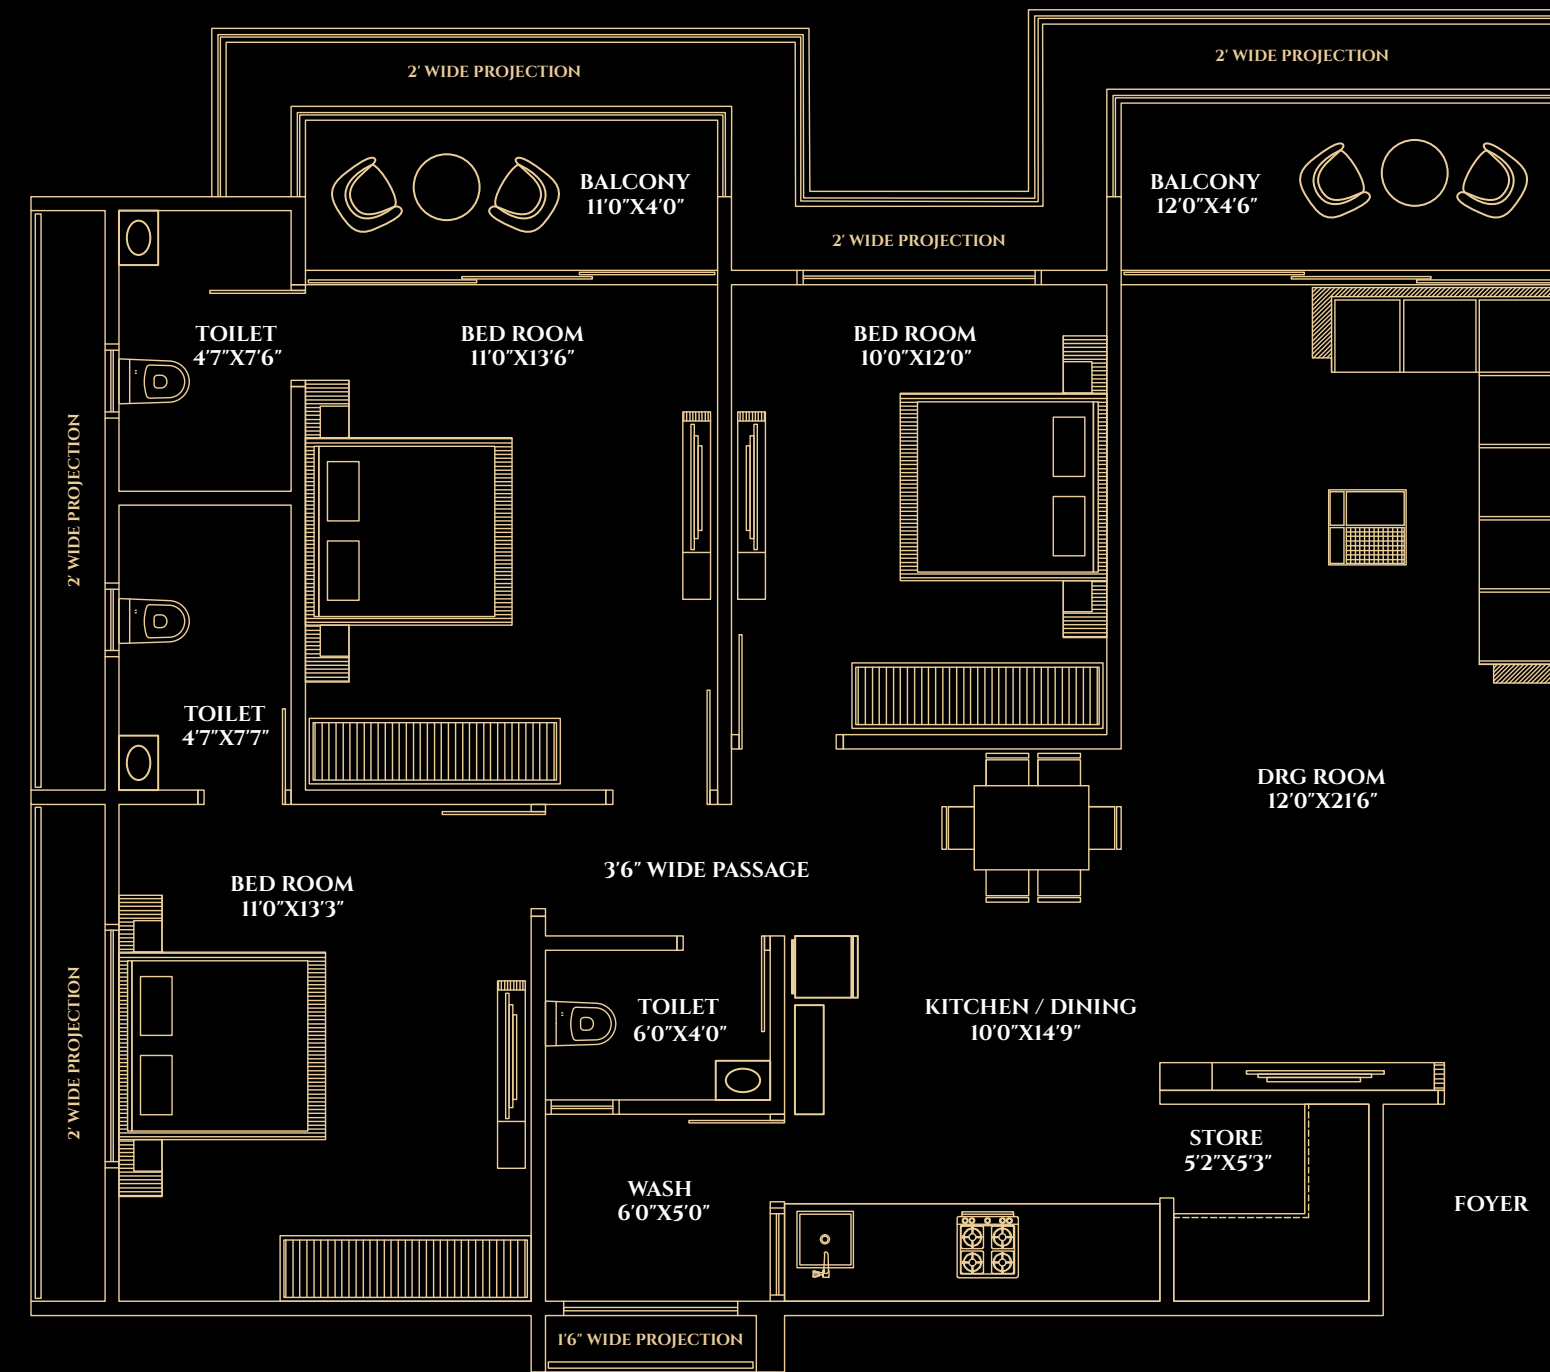 2' WIDE PROJECTION
2' WIDE PROJECTION
BALCONY
11'0"X4'0"
BALCONY
12'0"X4'6"
2' WIDE PROJECTION
TOILET
4'7"X7'6"
BED ROOM
11'0"X13'6"
BED ROOM
10'0"X12'0"
2' WIDE PROJECTION
TOILET
4'7"X7'7"
DRG ROOM
12'0"X21'6"
3'6" WIDE PASSAGE
BED ROOM
11'0"X13'3"
2' WIDE PROJECTION
TOILET
6'0"X4'0"
KITCHEN / DINING
10'0"X14'9"
STORE
5'2"X5'3"
WASH
6'0"X5'0"
FOYER
1'6" WIDE PROJECTION